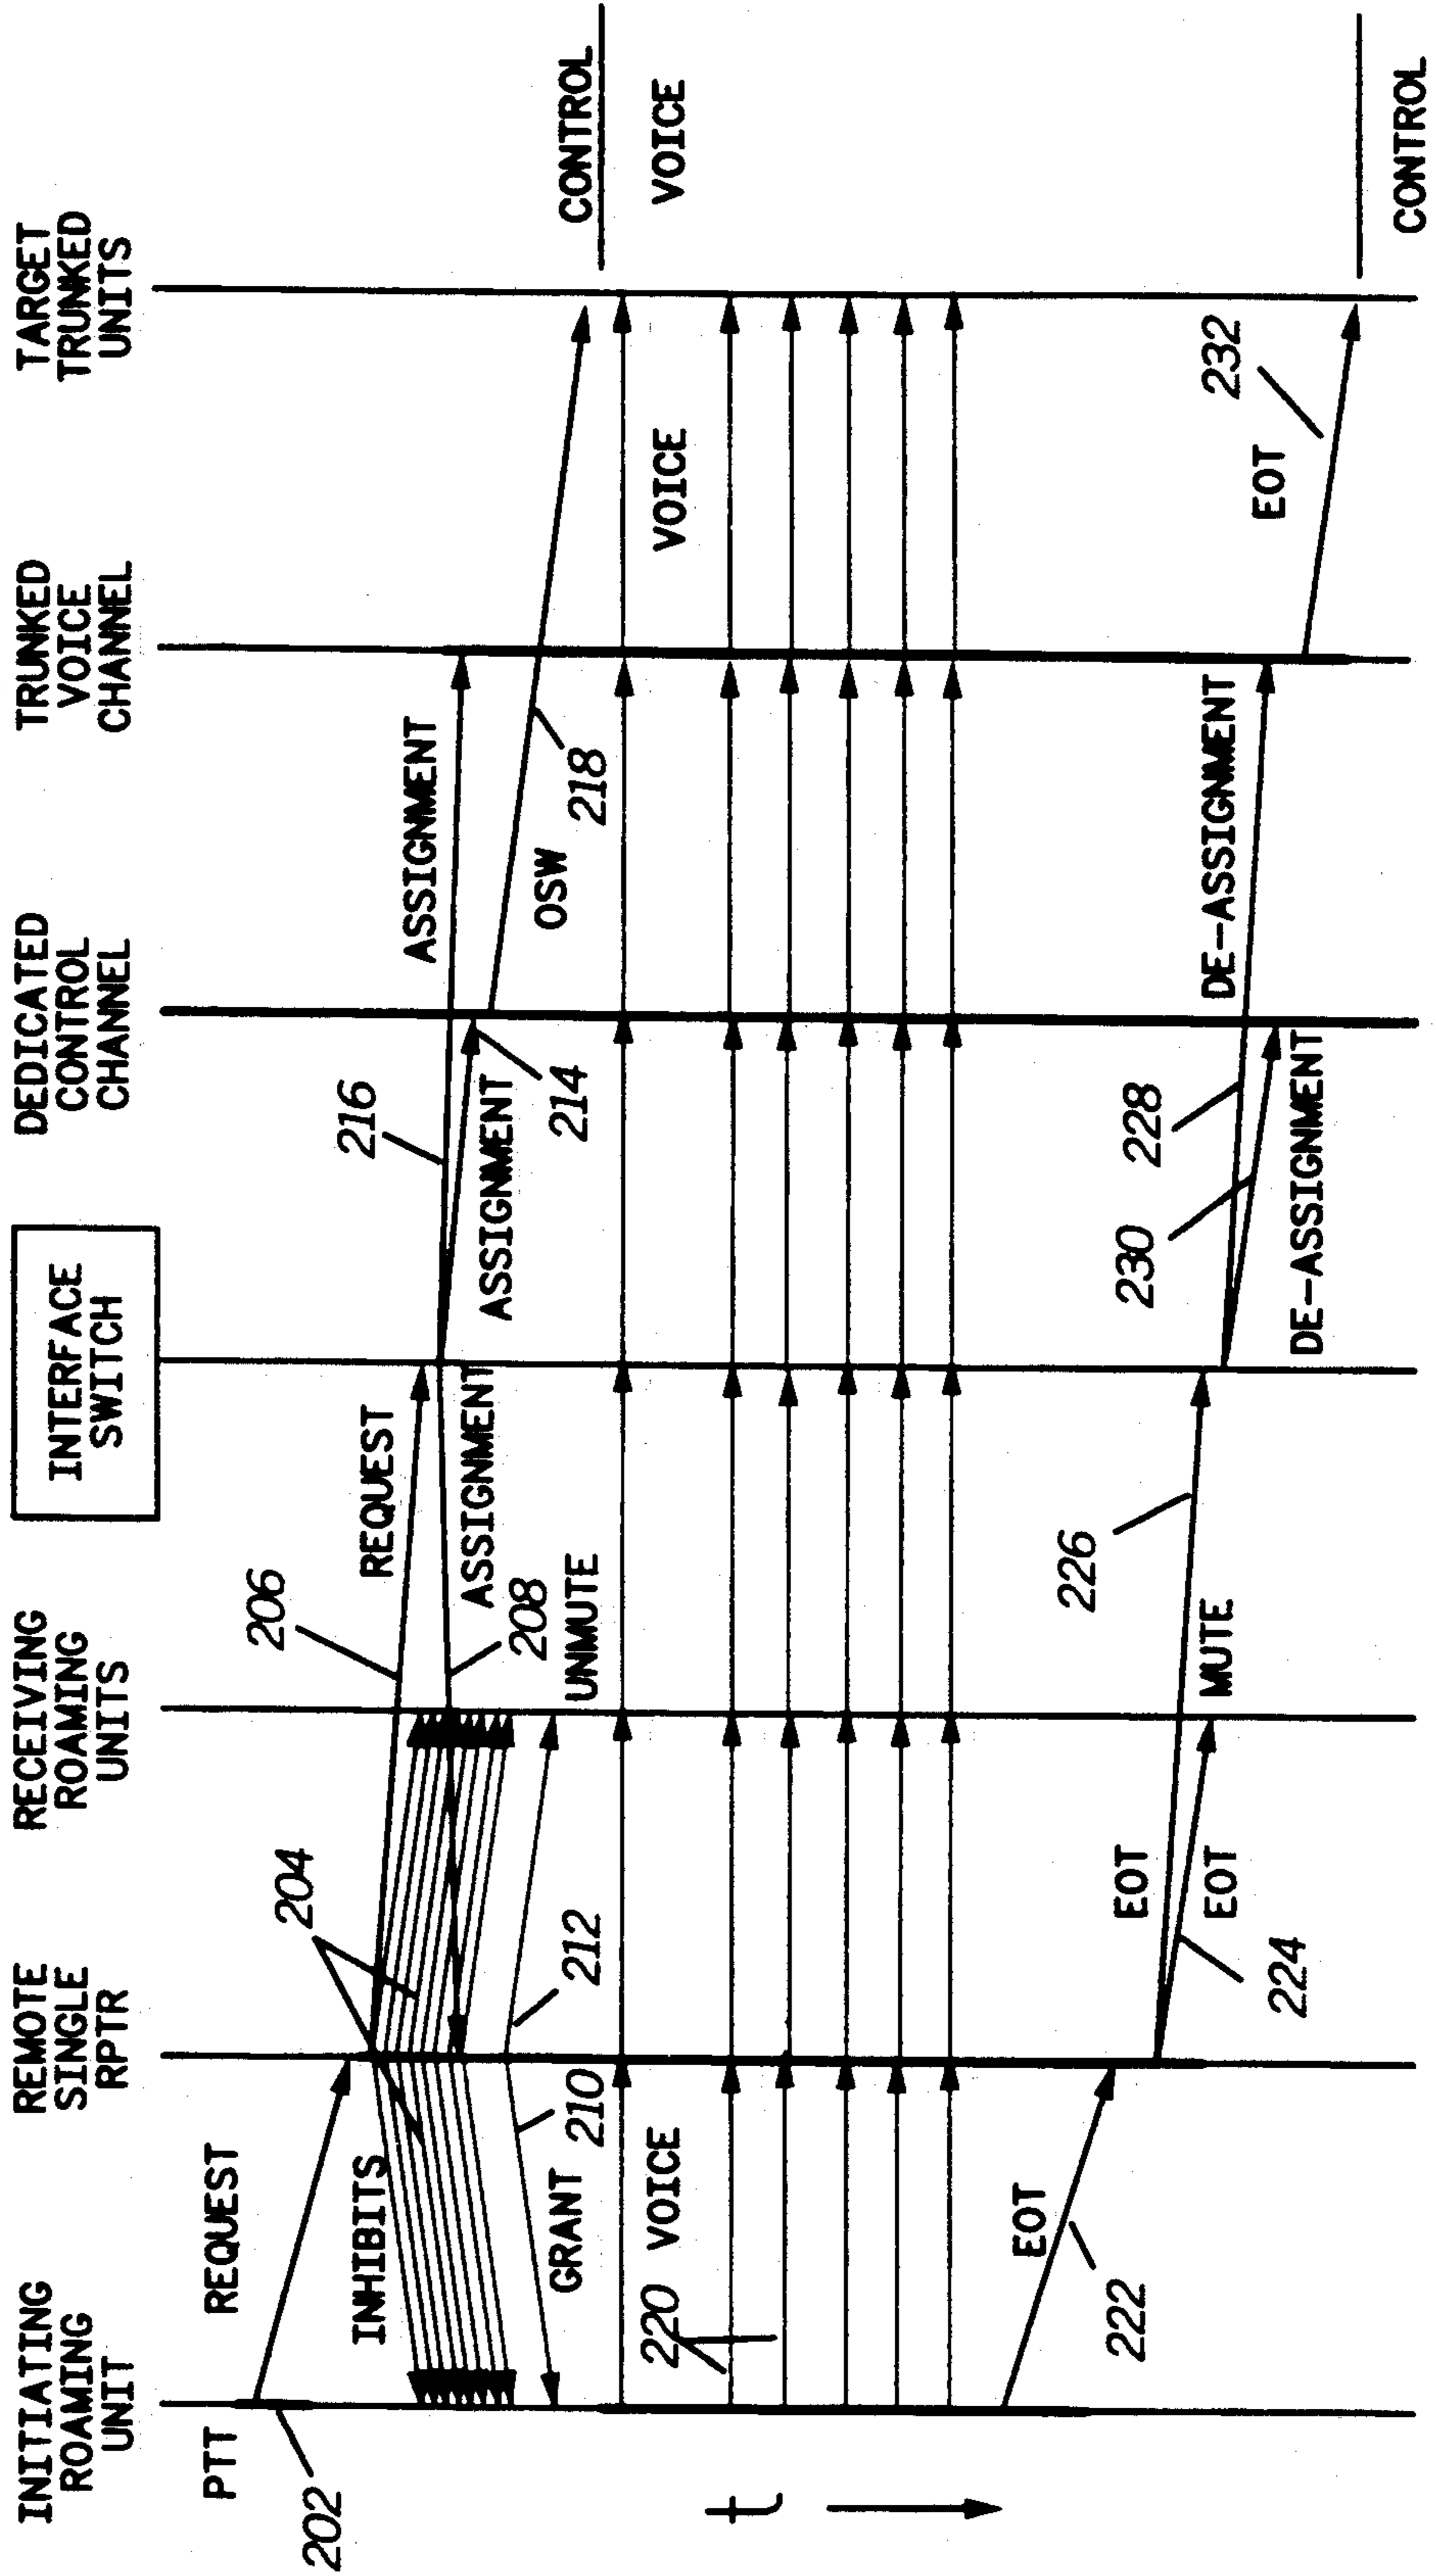 INITIATING
ROAMING
UNIT
REMOTE
SINGLE
RPTR
RECEIVING
ROAMING
UNITS
INTERFACE
SWITCH
DEDICATED
CONTROL
CHANNEL
TRUNKED
VOICE
CHANNEL
TARGET
TRUNKED
UNITS
PTT
202
REQUEST
204
206
INHIBITS
REQUEST
216
ASSIGNMENT
ASSIGNMENT
208
ASSIGNMENT
214
OSW
218
CONTROL
GRANT
210
212
UNMUTE
220
VOICE
VOICE
VOICE
t
EOT
222
EOT
EOT
224
226
MUTE
228
230
DE-ASSIGNMENT
DE-ASSIGNMENT
EOT
232
CONTROL